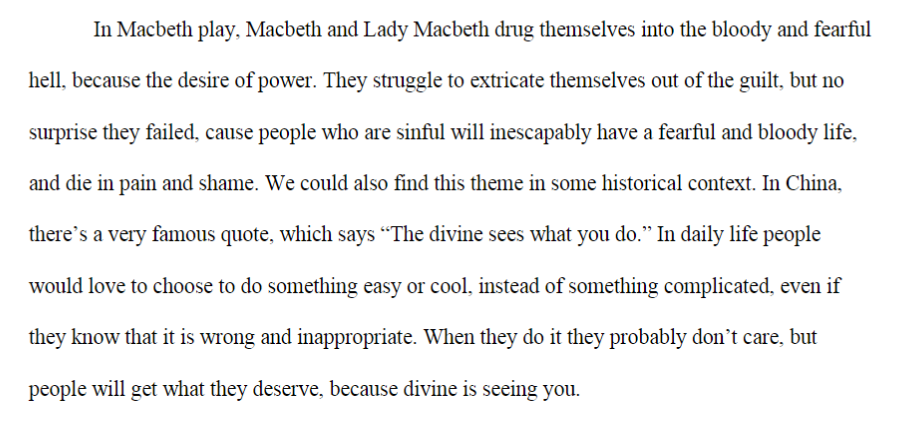 In Macbeth play, Macbeth and Lady Macbeth drug themselves into the bloody and fearful
hell, because the desire of power. They struggle to extricate themselves out of the guilt, but no
surprise they failed, cause people who are sinful will inescapably have a fearful and bloody life,
and die in pain and shame. We could also find this theme in some historical context. In China,
there’s a very famous quote, which says “The divine sees what you do.” In daily life people
would love to choose to do something easy or cool, instead of something complicated, even if
they know that it is wrong and inappropriate. When they do it they probably don’t care, but
people will get what they deserve, because divine is seeing you.